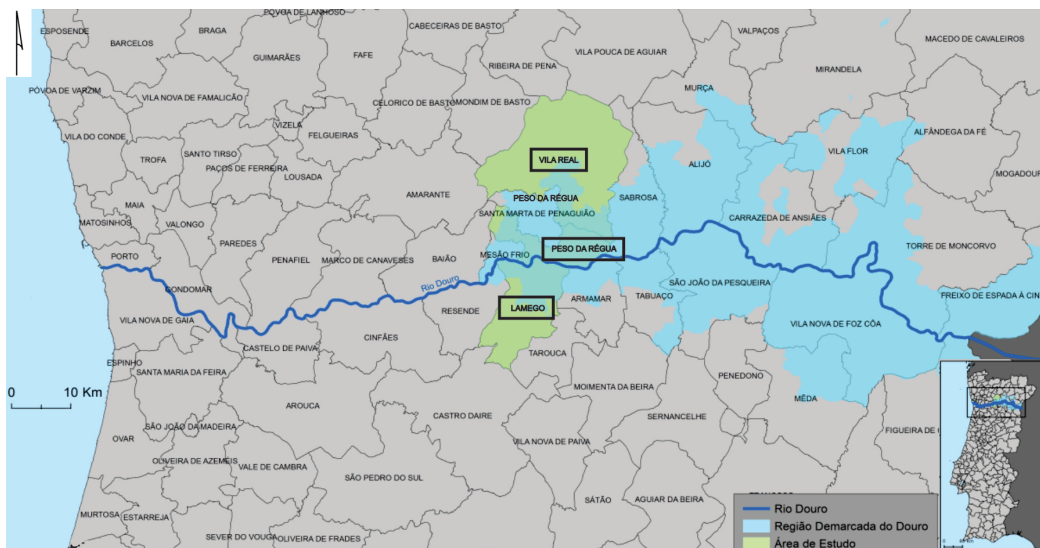 PÓVOA DE LANHOSO
CABECEIRAS DE BASTO
ESPOSENDE
BRAGA
VALPAÇOS
BARCELOS
FAFE
MACEDO DE CAVALEIROS
GUIMARÃES
VILA POUCA DE AGUIAR
RIBEIRA DE PENA
MIRANDELA
PÓVOA DE VARZIM
MURÇA
VILA NOVA DE FAMALICÃO
CELORICO DE BASTO
MONDIM DE BASTO
VIZELA
ALFÂNDEGA DA FÉ
VILA DO CONDE
FELGUEIRAS
VILA FLOR
SANTO TIRSO
TROFA
VILA REAL
ALIJÓ
PAÇOS DE FERREIRA
LOUSADA
MOGADOUR
AMARANTE
PESO DA RÉGUA
SABROSA
MAIA
SANTA MARTA DE PENAGUIÃO
MATOSINHOS
VALONGO
CARRAZEDA DE ANSIÃES
PAREDES
TORRE DE MONCORVO
PESO DA RÉGUA
PORTO
MESÃO FRIO
PENAFIEL
MARCO DE CANAVESES
BAIÃO
SÃO JOÃO DA PESQUEIRA
Rio Douro
GONDOMAR
FREIXO DE ESPADA À CIN
TABUAÇO
ARMAMAR
LAMEGO
RESENDE
VILA NOVA DE GAIA
VILA NOVA DE FOZ CÔA
CINFÃES
CASTELO DE PAIVA
TAROUCA
ESPINHO
SANTA MARIA DA FEIRA
PENEDONO
MOIMENTA DA BEIRA
0 10 Km
MÊDA
AROUCA
CASTRO DAIRE
SERNANCELHE
SÃO JOÃO DA MADEIRA
FIGUEIRA DE
OVAR
VILA NOVA DE PAIVA
OLIVEIRA DE AZEMÉIS
VALE DE CAMBRA
SÃO PEDRO DO SUL
SÁTÃO
AGUIAR DA BEIRA
MURTOSA
ESTARREJA
SEVER DO VOUGA
OLIVEIRA DE FRADES
Rio Douro
Região Demarcada do Douro
Área de Estudo